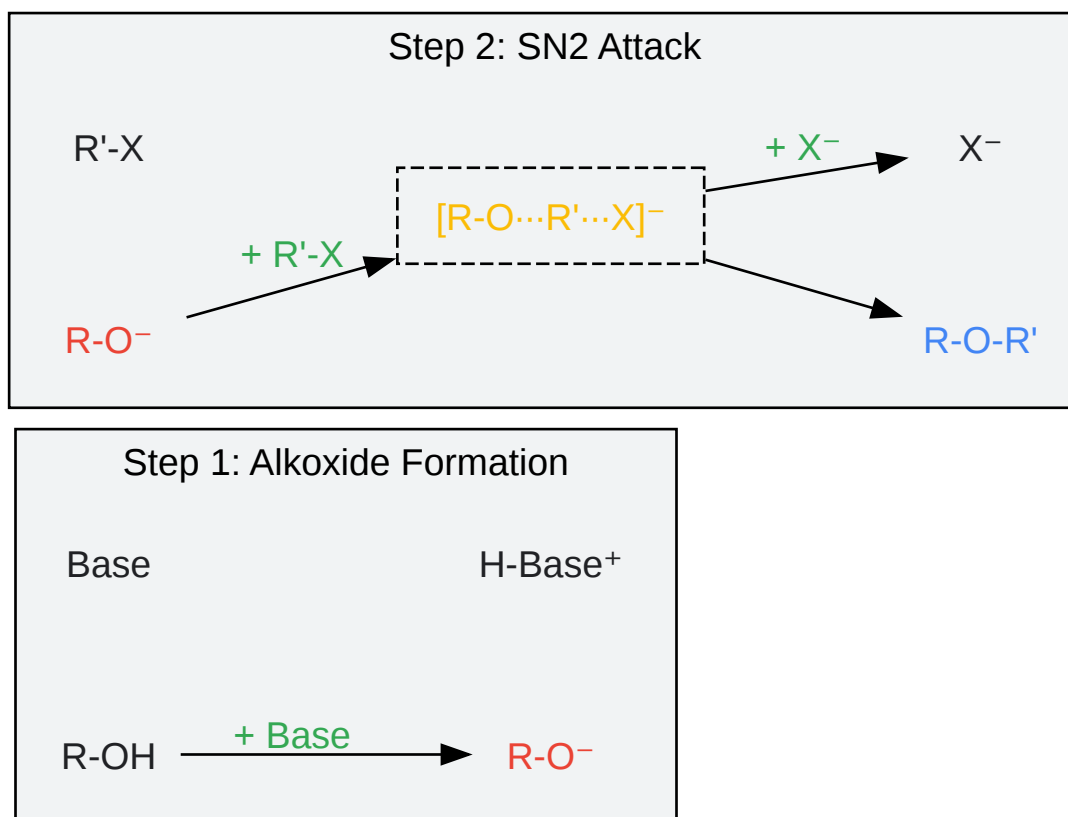 Step 2: SN2 Attack
R'-X
+ X⁻
X⁻
[R-O···R'···X]⁻
+ R'-X
R-O⁻
R-O-R'
Step 1: Alkoxide Formation
Base
H-Base⁺
+ Base
R-OH
R-O⁻